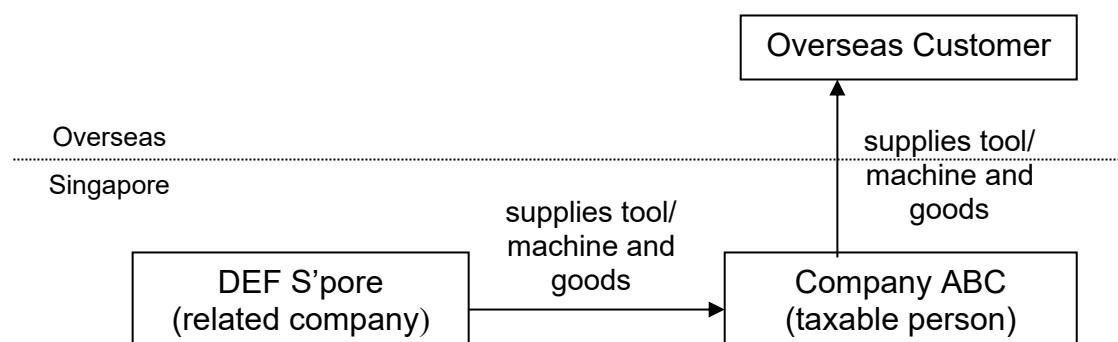 Overseas Customer
Overseas
supplies tool/
machine and
goods
Singapore
supplies tool/
machine and
goods
DEF S’pore
(related company)
Company ABC
(taxable person)